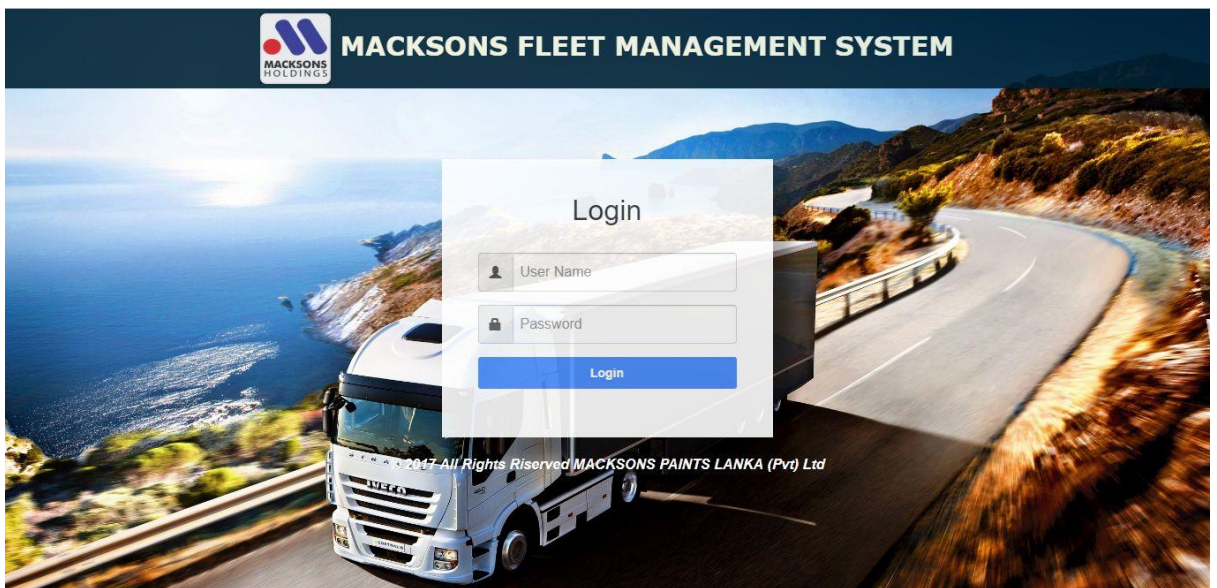 MACKSONS
HOLDINGS
MACKSONS FLEET MANAGEMENT SYSTEM
Login
User Name
Password
Login
© 2017 All Rights Riserved MACKSONS PAINTS LANKA (Pvt) Ltd
IVECO